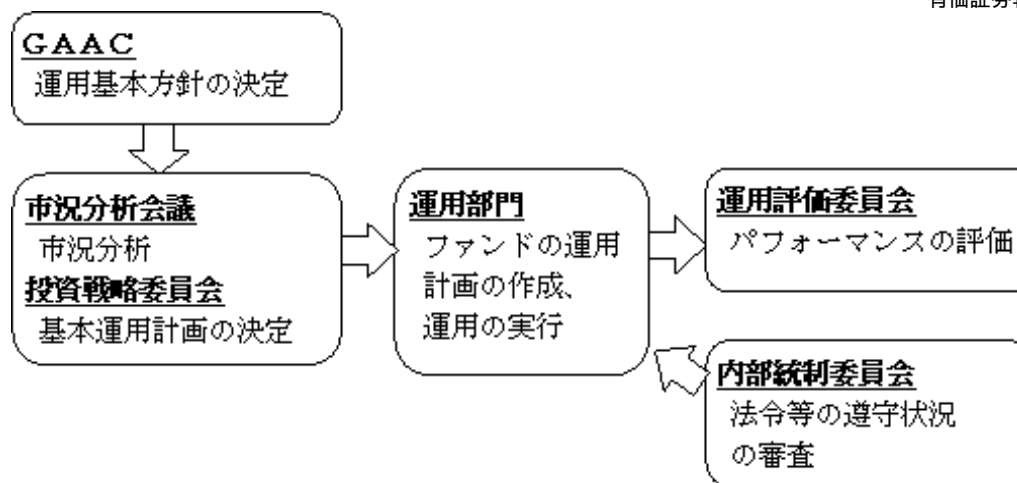 ＧＡＡＣ
運用基本方針の決定
市況分析会議
市況分析
投資戦略委員会
基本運用計画の決定
運用部門
ファンドの運用
計画の作成、
運用の実行
運用評価委員会
パフォーマンスの評価
内部統制委員会
法令等の遵守状況
の審査